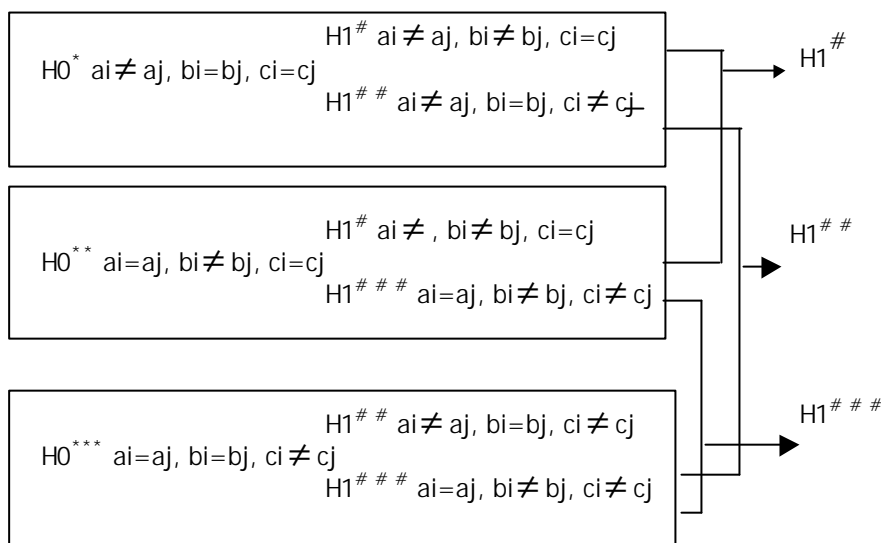 H1# ai≠aj, bi≠bj, ci=cj
H0* ai≠aj, bi=bj, ci=cj
H1## ai≠aj, bi=bj, ci≠cj
H1#
H1# ai≠, bi≠bj, ci=cj
H0** ai=aj, bi≠bj, ci=cj
H1### ai=aj, bi≠bj, ci≠cj
H1##
H1## ai≠aj, bi=bj, ci≠cj
H0*** ai=aj, bi=bj, ci≠cj
H1### ai=aj, bi≠bj, ci≠cj
H1###